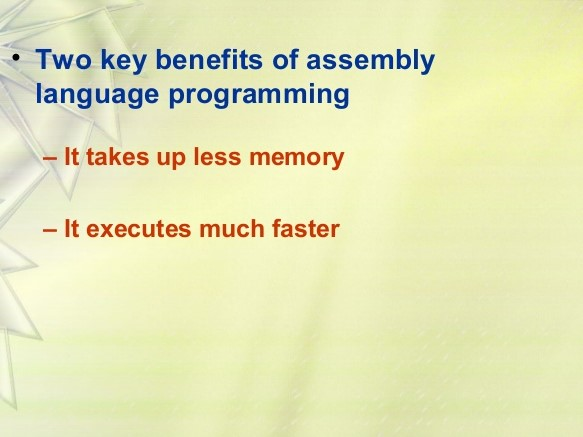 • Two key benefits of assembly
language programming
– It takes up less memory
– It executes much faster